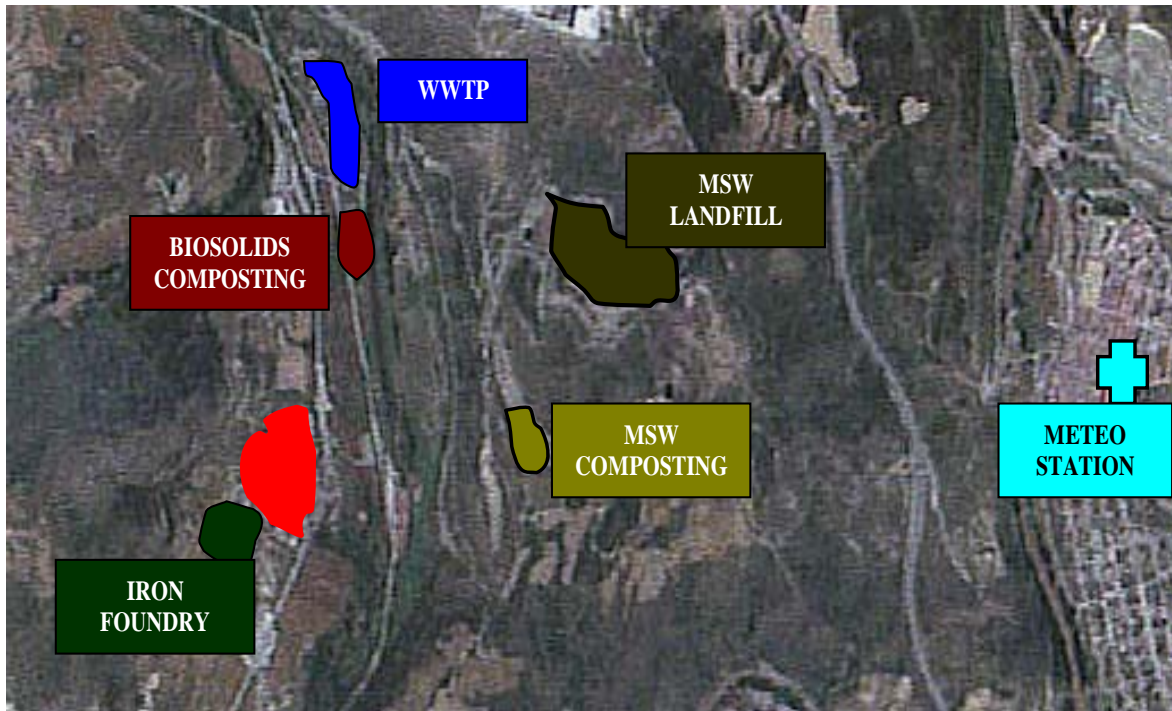 WWTP
MSW
LANDFILL
BIOSOLIDS
COMPOSTING
MSW
COMPOSTING
METEO
STATION
IRON
FOUNDRY